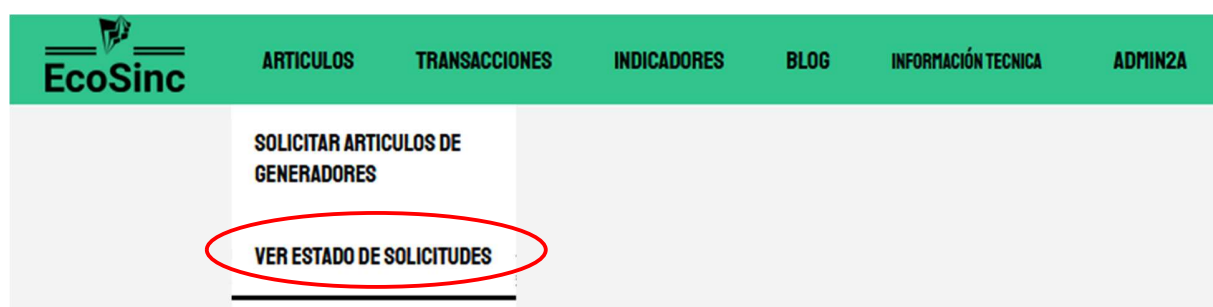 EcoSinc
ARTICULOS TRANSACCIONES INDICADORES BLOG INFORMACIÓN TECNICA ADMIN2A
SOLICITAR ARTICULOS DE
GENERADORES
VER ESTADO DE SOLICITUDES